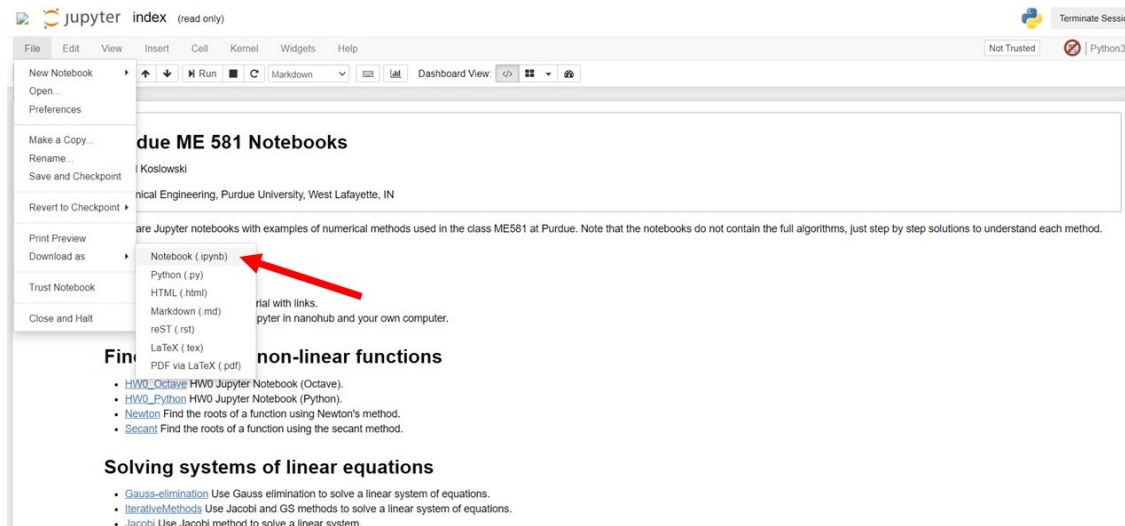 jupyter index (read only)
Terminate Sessi
File Edit View Insert Cell Kernel Widgets Help
Not Trusted
Python3
New Notebook
Run
Markdown
Dashboard View:
Open...
Preferences
Make a Copy...
Rename...
Save and Checkpoint
Revert to Checkpoint
Print Preview
Download as
Trust Notebook
Close and Halt
Notebook (.ipynb)
Python (.py)
HTML (.html)
Markdown (.md)
reST (.rst)
LaTeX (.tex)
PDF via LaTeX (.pdf)
due ME 581 Notebooks
Koslowski
nical Engineering, Purdue University, West Lafayette, IN
are Jupyter notebooks with examples of numerical methods used in the class ME581 at Purdue. Note that the notebooks do not contain the full algorithms, just step by step solutions to understand each method.
rial with links.
pyter in nanohub and your own computer.
Fin non-linear functions
HW0_Octave HW0 Jupyter Notebook (Octave).
HW0_Python HW0 Jupyter Notebook (Python).
Newton Find the roots of a function using Newton's method.
Secant Find the roots of a function using the secant method.
Solving systems of linear equations
Gauss-elimination Use Gauss elimination to solve a linear system of equations.
IterativeMethods Use Jacobi and GS methods to solve a linear system of equations.
Jacobi Use Jacobi method to solve a linear system.